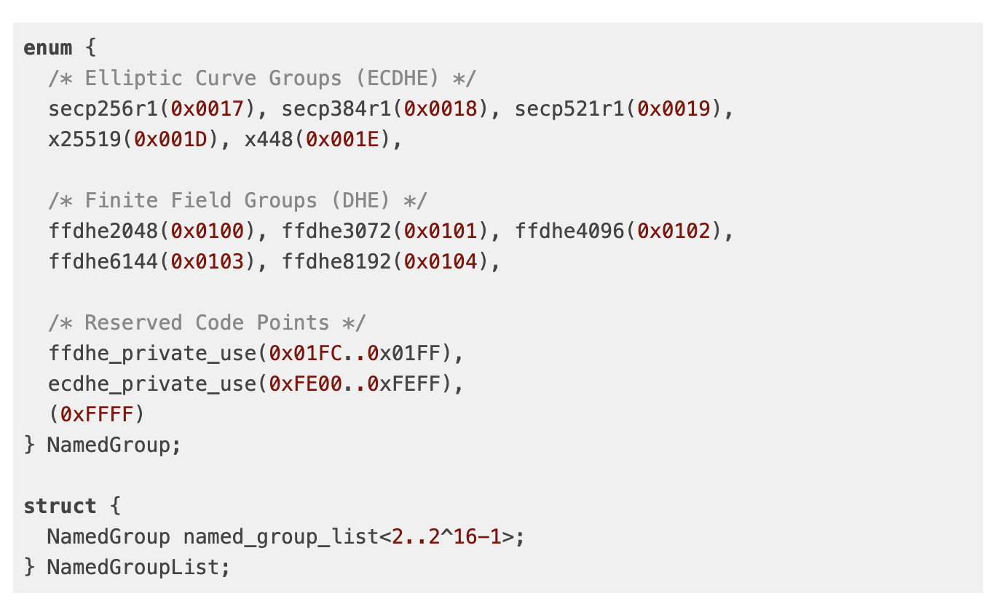 enum {
  /* Elliptic Curve Groups (ECDHE) */
  secp256r1(0x0017), secp384r1(0x0018), secp521r1(0x0019),
  x25519(0x001D), x448(0x001E),

  /* Finite Field Groups (DHE) */
  ffdhe2048(0x0100), ffdhe3072(0x0101), ffdhe4096(0x0102),
  ffdhe6144(0x0103), ffdhe8192(0x0104),

  /* Reserved Code Points */
  ffdhe_private_use(0x01FC..0x01FF),
  ecdhe_private_use(0xFE00..0xFEFF),
  (0xFFFF)
} NamedGroup;

struct {
  NamedGroup named_group_list<2..2^16-1>;
} NamedGroupList;